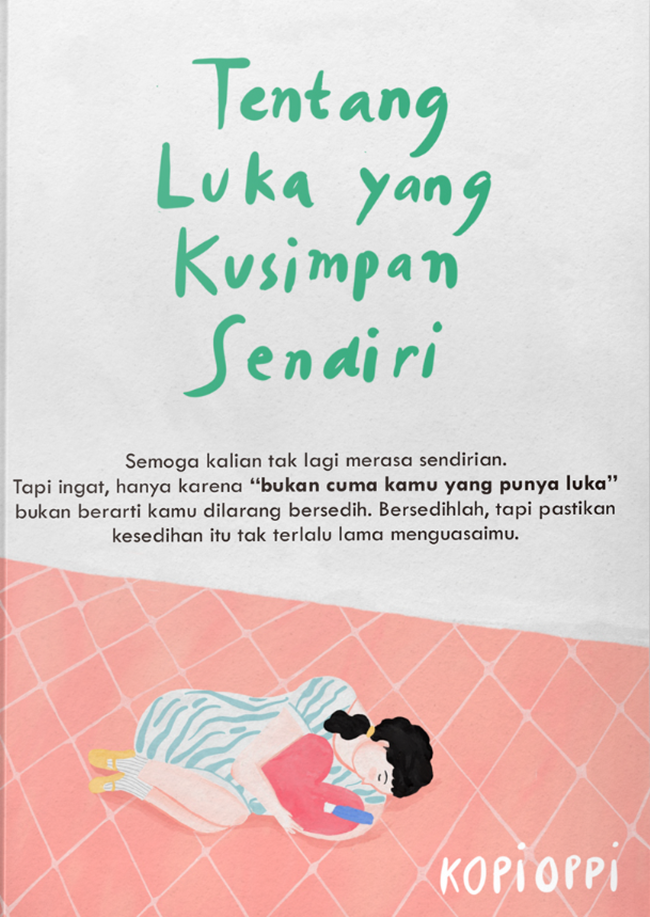 Tentang
Luka yang
Kusimpan
Sendiri
Semoga kalian tak lagi merasa sendirian.
Tapi ingat, hanya karena “bukan cuma kamu yang punya luka”
bukan berarti kamu dilarang bersedih. Bersedihlah, tapi pastikan
kesedihan itu tak terlalu lama menguasaimu.
KOPIOPPI